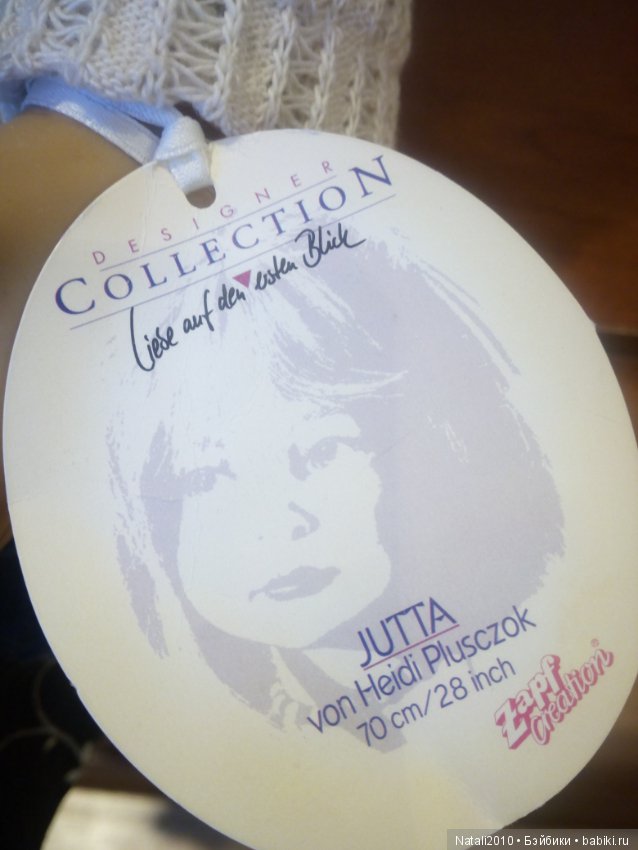 DESIGNER
COLLECTION
Liebe auf den ersten Blick
JUTTA
von Heidi Plusczok
70 cm/28 inch
Zapf
Creation®
Natali2010 • Бэйбики • babiki.ru